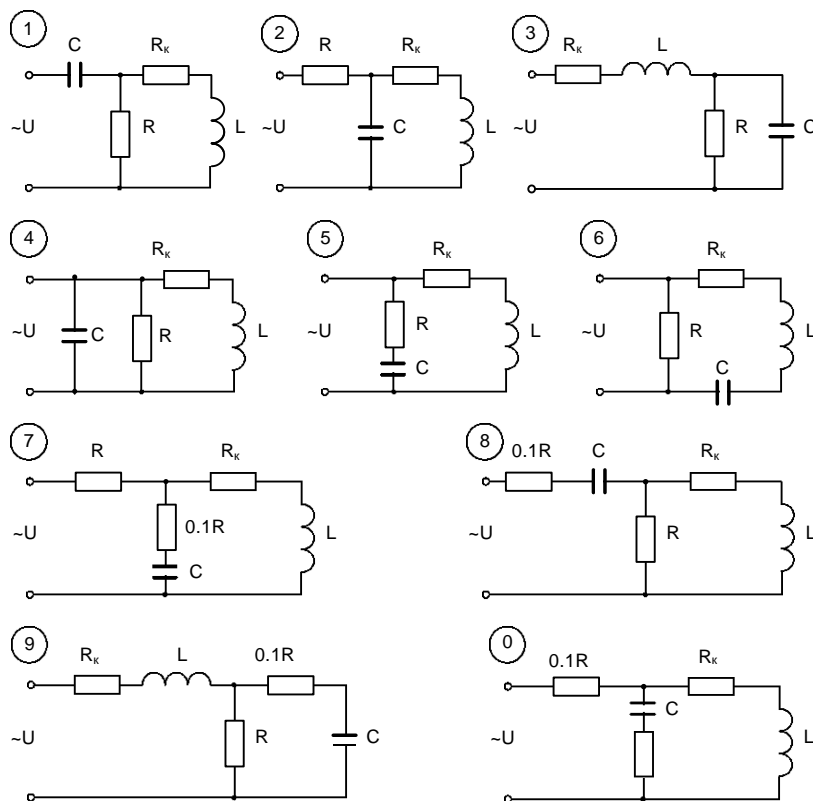 1 2 3
C Rк R Rк Rк L
~U R L ~U C L ~U R C
4 5 6
Rк Rк Rк
~U C R L ~U R C L ~U R C L
7 8
R Rк 0.1R C Rк
~U 0.1R C L ~U R L
9 0
Rк L 0.1R 0.1R Rк
~U R C ~U C L